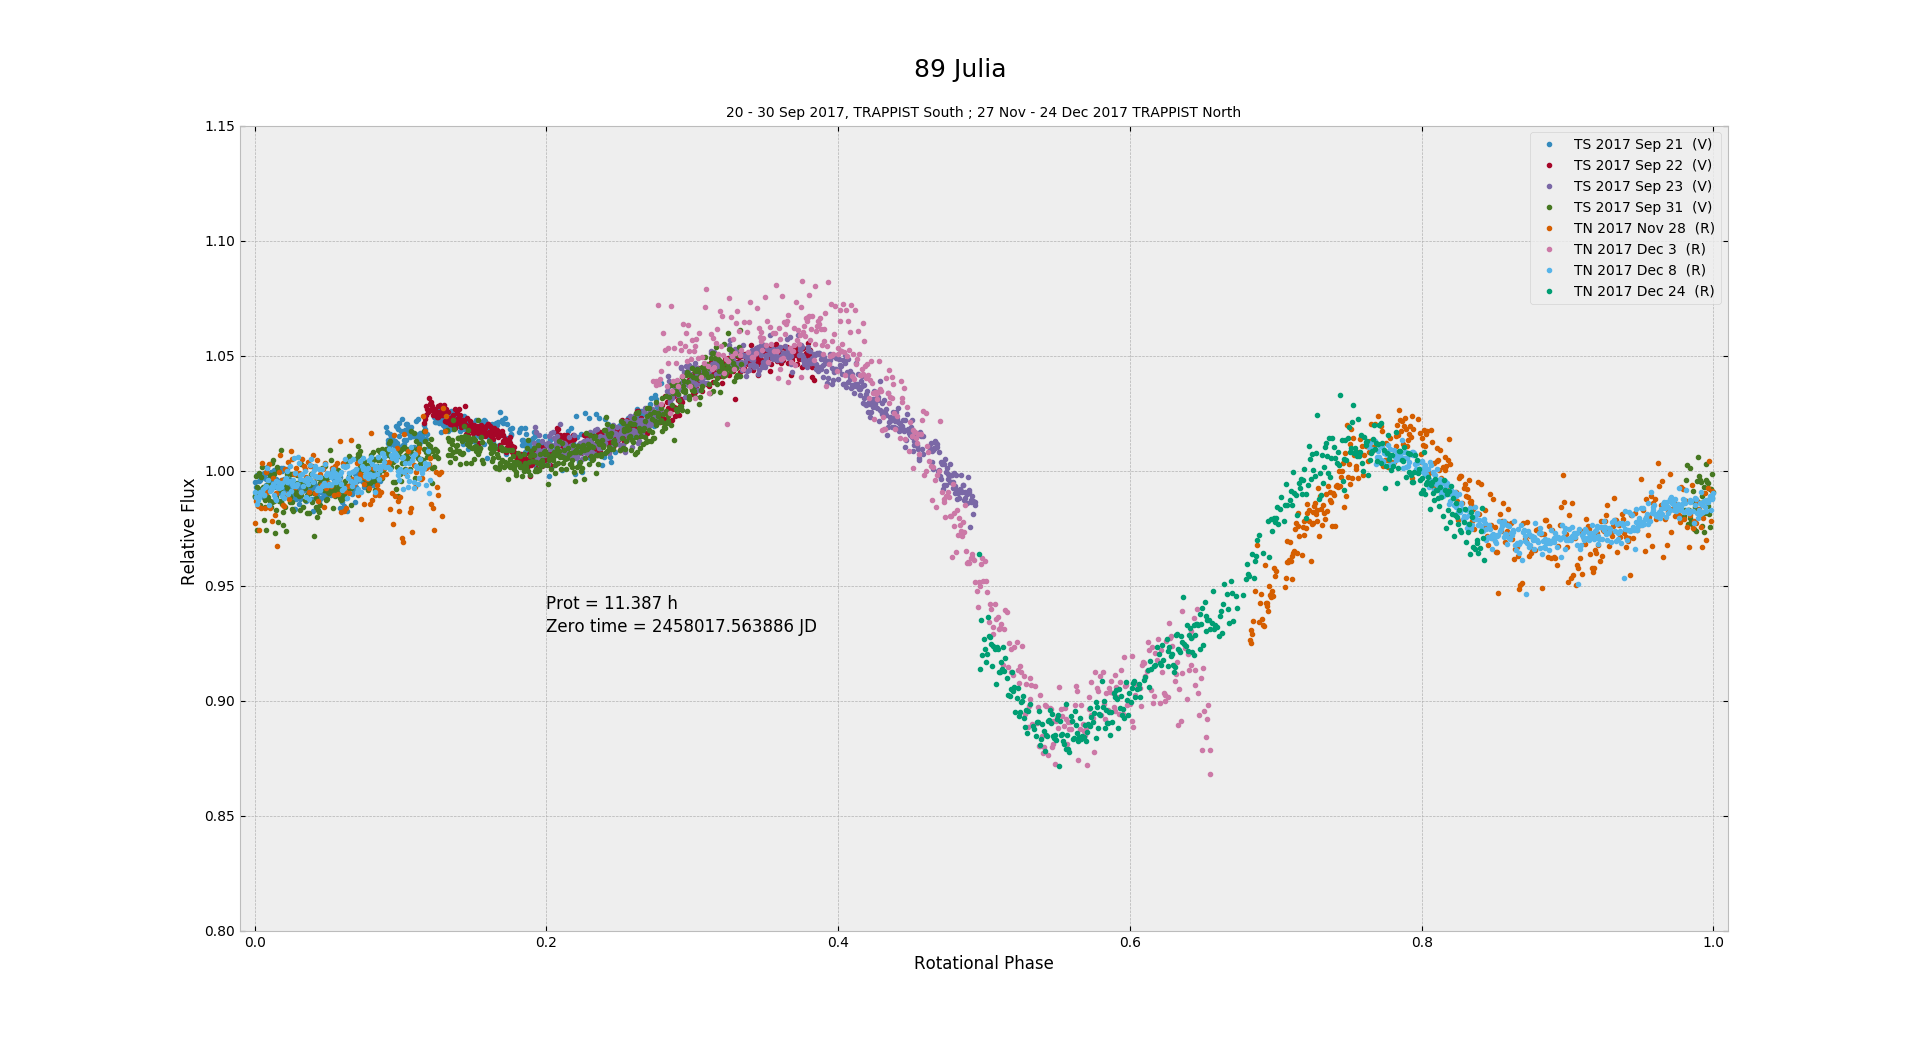 89 Julia
20 - 30 Sep 2017, TRAPPIST South ; 27 Nov - 24 Dec 2017 TRAPPIST North
1.15
1.10
1.05
1.00
0.95
0.90
0.85
0.80
Relative Flux
TS 2017 Sep 21 (V)
TS 2017 Sep 22 (V)
TS 2017 Sep 23 (V)
TS 2017 Sep 31 (V)
TN 2017 Nov 28 (R)
TN 2017 Dec 3 (R)
TN 2017 Dec 8 (R)
TN 2017 Dec 24 (R)
Prot = 11.387 h
Zero time = 2458017.563886 JD
0.0 0.2 0.4 0.6 0.8 1.0
Rotational Phase